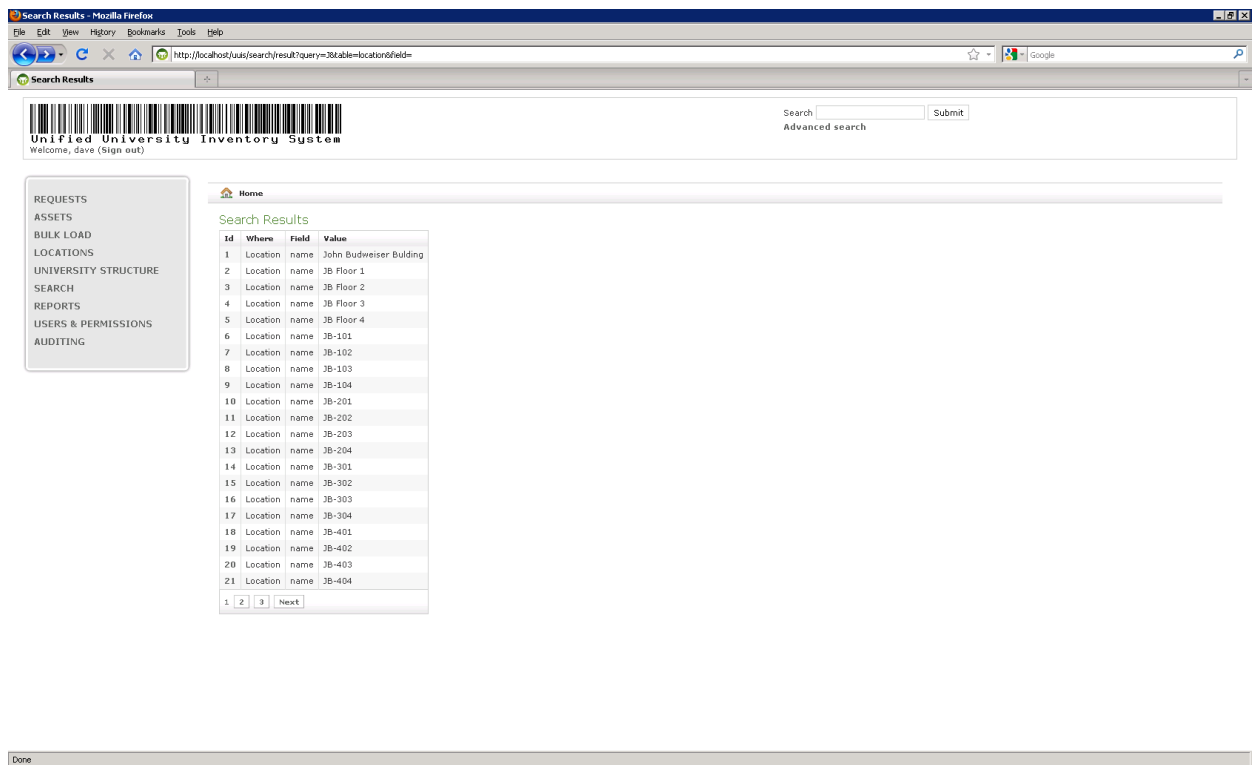 Search Results - Mozilla Firefox
File Edit View History Bookmarks Tools Help
http://localhost/uuis/search/result?query=J&table=location&field=
Google
Search Results
Unified University Inventory System
Welcome, dave (Sign out)
Search Submit
Advanced search
REQUESTS
ASSETS
BULK LOAD
LOCATIONS
UNIVERSITY STRUCTURE
SEARCH
REPORTS
USERS & PERMISSIONS
AUDITING
Home
Search Results
Id Where Field Value
1 Location name John Budweiser Bulding
2 Location name JB Floor 1
3 Location name JB Floor 2
4 Location name JB Floor 3
5 Location name JB Floor 4
6 Location name JB-101
7 Location name JB-102
8 Location name JB-103
9 Location name JB-104
10 Location name JB-201
11 Location name JB-202
12 Location name JB-203
13 Location name JB-204
14 Location name JB-301
15 Location name JB-302
16 Location name JB-303
17 Location name JB-304
18 Location name JB-401
19 Location name JB-402
20 Location name JB-403
21 Location name JB-404
1 2 3 Next
Done